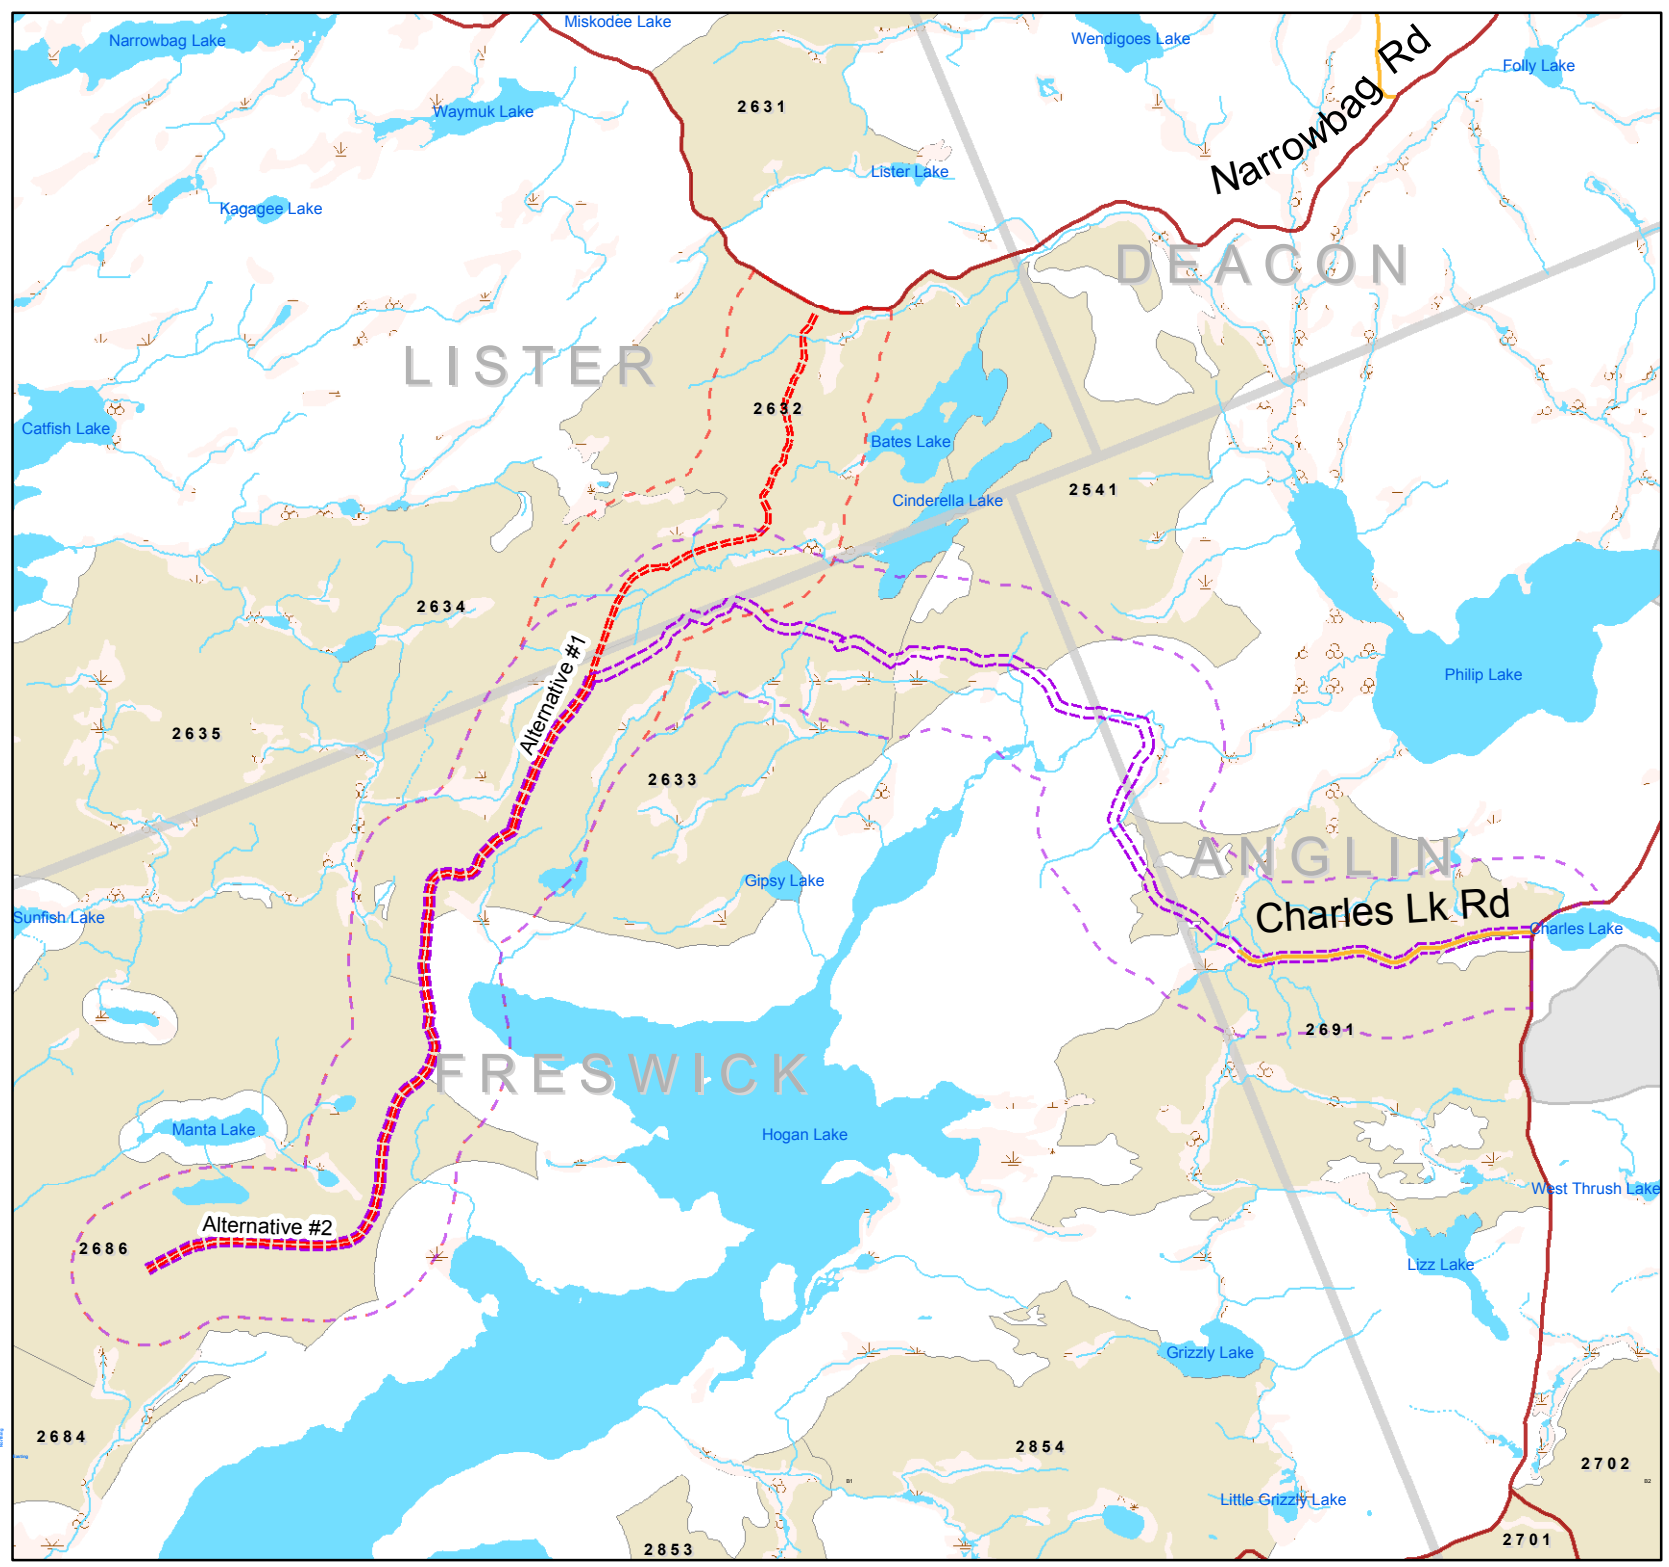 Miskodee Lake
Narrowbag Lake
Wendigoes Lake
Narrowbag Rd
Folly Lake
2631
Waymuk Lake
Lister Lake
Kagagee Lake
DEACON
LISTER
2632
Catfish Lake
Bates Lake
2541
Cinderella Lake
2634
Alternative #1
Philip Lake
2635
2633
ANGLIN
Gipsy Lake
Charles Lk Rd
Sunfish Lake
Charles Lake
2691
FRESWICK
Manta Lake
Hogan Lake
West Thrush Lake
Alternative #2
2686
Lizz Lake
Grizzly Lake
2684
2854
2702
B1
B2
Little Grizzly Lake
2853
2701